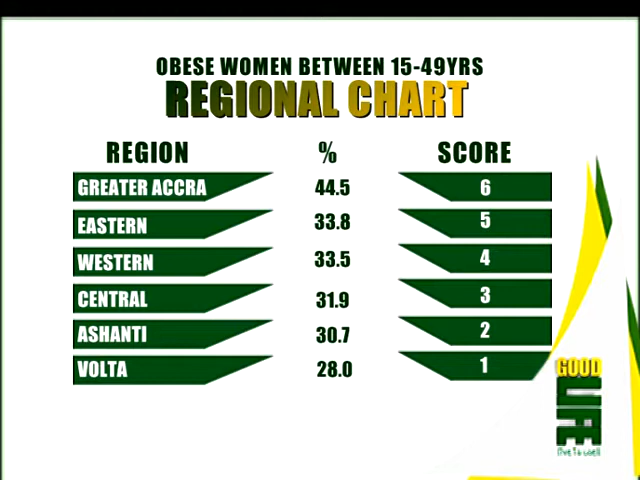 OBESE WOMEN BETWEEN 15-49YRS
REGIONAL CHART
REGION % SCORE
GREATER ACCRA 44.5 6
EASTERN 33.8 5
WESTERN 33.5 4
CENTRAL 31.9 3
ASHANTI 30.7 2
VOLTA 28.0 1
GOOD
LIFE